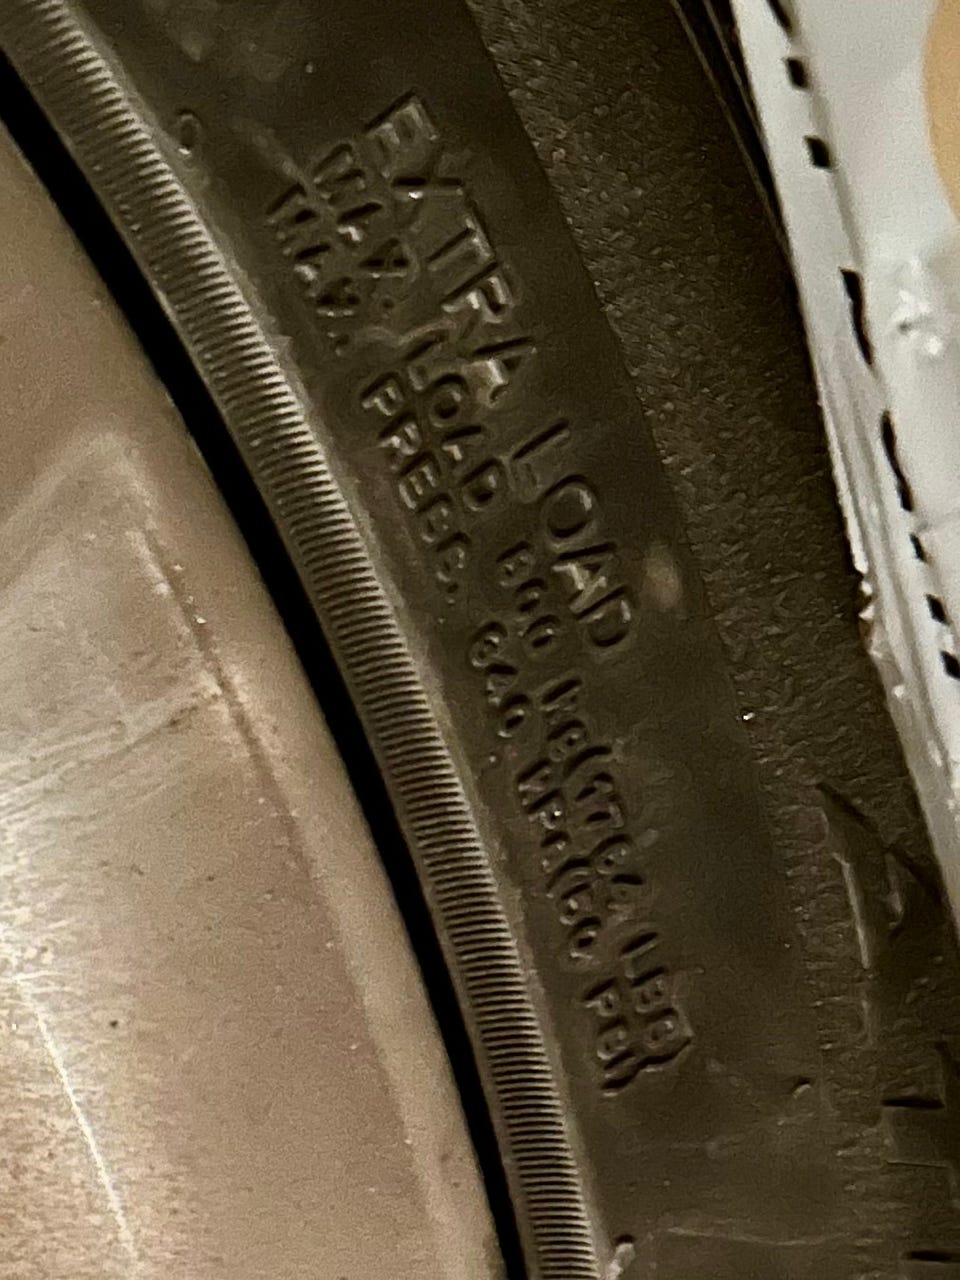 EXTRA LOAD
MAX. LOAD 800 KG(1764 LBS)
MAX. PRESS. 340 KPA(50 PSI)